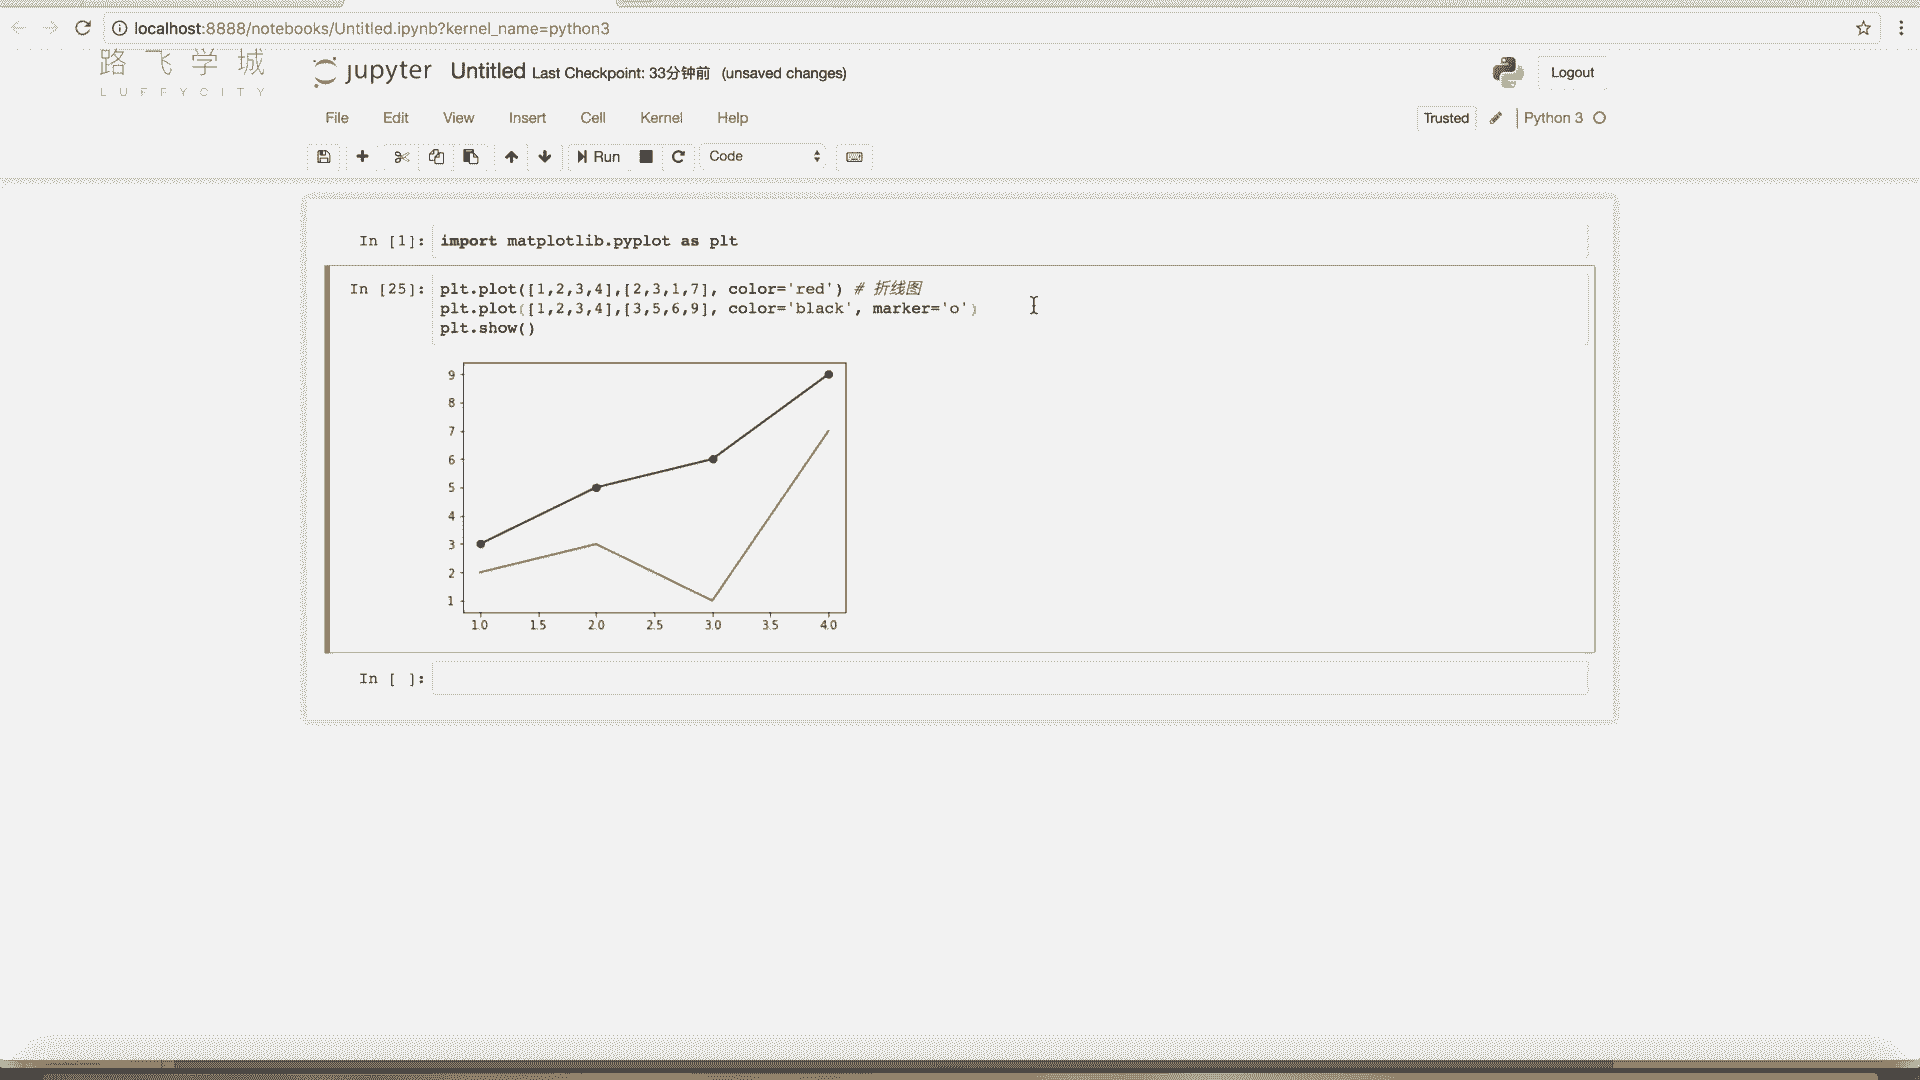 localhost:8888/notebooks/Untitled.ipynb?kernel_name=python3
路飞学城
LUFFYCITY
jupyter Untitled Last Checkpoint: 33分钟前 (unsaved changes)
Logout
File Edit View Insert Cell Kernel Help
Trusted Python 3
Run Code
In [1]: import matplotlib.pyplot as plt
In [25]: plt.plot([1,2,3,4],[2,3,1,7], color='red') # 折线图
plt.plot([1,2,3,4],[3,5,6,9], color='black', marker='o')
plt.show()
9
8
7
6
5
4
3
2
1
1.0 1.5 2.0 2.5 3.0 3.5 4.0
In [ ]: